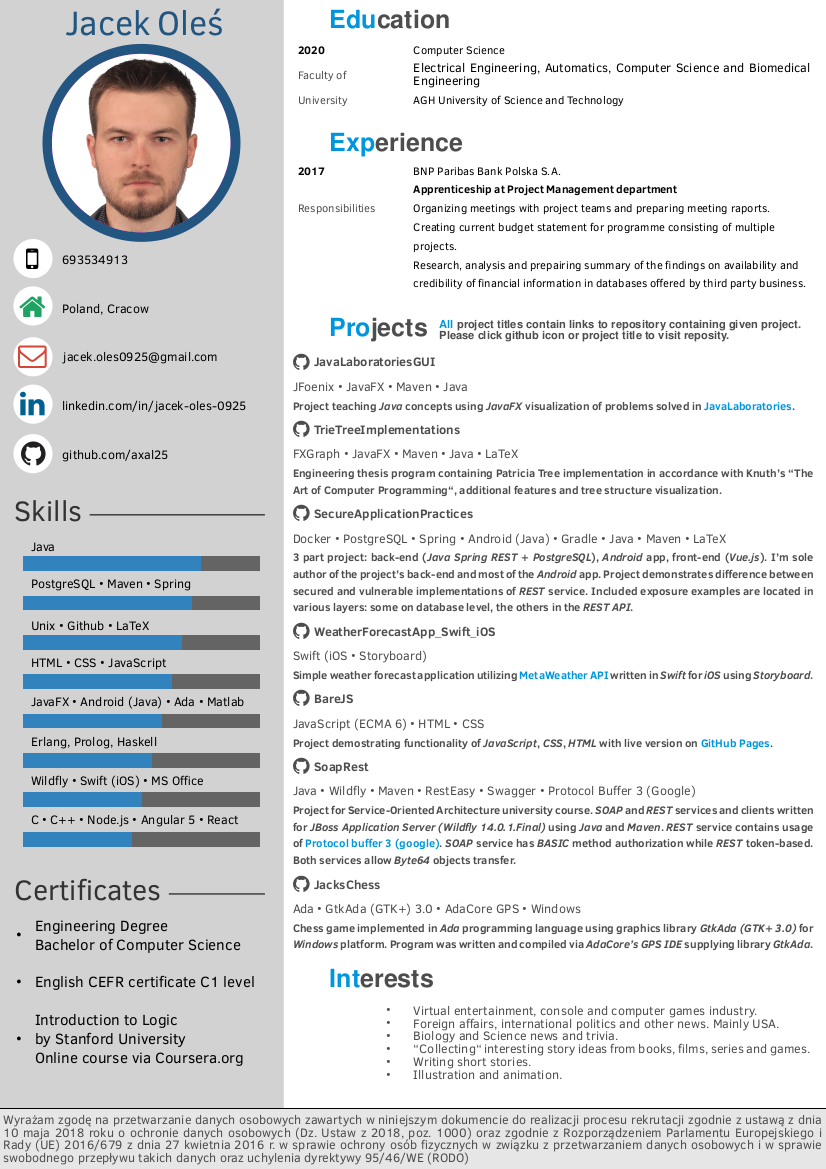 Jacek Oleś
693534913
Poland, Cracow
jacek.oles0925@gmail.com
linkedin.com/in/jacek-oles-0925
github.com/axal25
Skills
Java
PostgreSQL • Maven • Spring
Unix • Github • LaTeX
HTML • CSS • JavaScript
JavaFX • Android (Java) • Ada • Matlab
Erlang, Prolog, Haskell
Wildfly • Swift (iOS) • MS Office
C • C++ • Node.js • Angular 5 • React
Certificates
• Engineering Degree
Bachelor of Computer Science
• English CEFR certificate C1 level
Introduction to Logic
• by Stanford University
Online course via Coursera.org
Education
2020 Computer Science
Faculty of Electrical Engineering, Automatics, Computer Science and Biomedical
Engineering
University AGH University of Science and Technology
Experience
2017 BNP Paribas Bank Polska S.A.
Apprenticeship at Project Management department
Responsibilities Organizing meetings with project teams and preparing meeting raports.
Creating current budget statement for programme consisting of multiple
projects.
Research, analysis and prepairing summary of the findings on availability and
credibility of financial information in databases offered by third party business.
Projects
All project titles contain links to repository containing given project.
Please click github icon or project title to visit reposity.
JavaLaboratoriesGUI
JFoenix • JavaFX • Maven • Java
Project teaching Java concepts using JavaFX visualization of problems solved in JavaLaboratories.
TrieTreeImplementations
FXGraph • JavaFX • Maven • Java • LaTeX
Engineering thesis program containing Patricia Tree implementation in accordance with Knuth's “The
Art of Computer Programming“, additional features and tree structure visualization.
SecureApplicationPractices
Docker • PostgreSQL • Spring • Android (Java) • Gradle • Java • Maven • LaTeX
3 part project: back-end (Java Spring REST + PostgreSQL), Android app, front-end (Vue.js). I'm sole
author of the project's back-end and most of the Android app. Project demonstrates difference between
secured and vulnerable implementations of REST service. Included exposure examples are located in
various layers: some on database level, the others in the REST API.
WeatherForecastApp_Swift_iOS
Swift (iOS • Storyboard)
Simple weather forecast application utilizing MetaWeather API written in Swift for iOS using Storyboard.
BareJS
JavaScript (ECMA 6) • HTML • CSS
Project demostrating functionality of JavaScript, CSS, HTML with live version on GitHub Pages.
SoapRest
Java • Wildfly • Maven • RestEasy • Swagger • Protocol Buffer 3 (Google)
Project for Service-Oriented Architecture university course. SOAP and REST services and clients written
for JBoss Application Server (Wildfly 14.0.1.Final) using Java and Maven. REST service contains usage
of Protocol buffer 3 (google). SOAP service has BASIC method authorization while REST token-based.
Both services allow Byte64 objects transfer.
JacksChess
Ada • GtkAda (GTK+) 3.0 • AdaCore GPS • Windows
Chess game implemented in Ada programming language using graphics library GtkAda (GTK+ 3.0) for
Windows platform. Program was written and compiled via AdaCore's GPS IDE supplying library GtkAda.
Interests
• Virtual entertainment, console and computer games industry.
• Foreign affairs, international politics and other news. Mainly USA.
• Biology and Science news and trivia.
• “Collecting“ interesting story ideas from books, films, series and games.
• Writing short stories.
• Illustration and animation.
Wyrażam zgodę na przetwarzanie danych osobowych zawartych w niniejszym dokumencie do realizacji procesu rekrutacji zgodnie z ustawą z dnia
10 maja 2018 roku o ochronie danych osobowych (Dz. Ustaw z 2018, poz. 1000) oraz zgodnie z Rozporządzeniem Parlamentu Europejskiego i
Rady (UE) 2016/679 z dnia 27 kwietnia 2016 r. w sprawie ochrony osób fizycznych w związku z przetwarzaniem danych osobowych i w sprawie
swobodnego przepływu takich danych oraz uchylenia dyrektywy 95/46/WE (RODO)